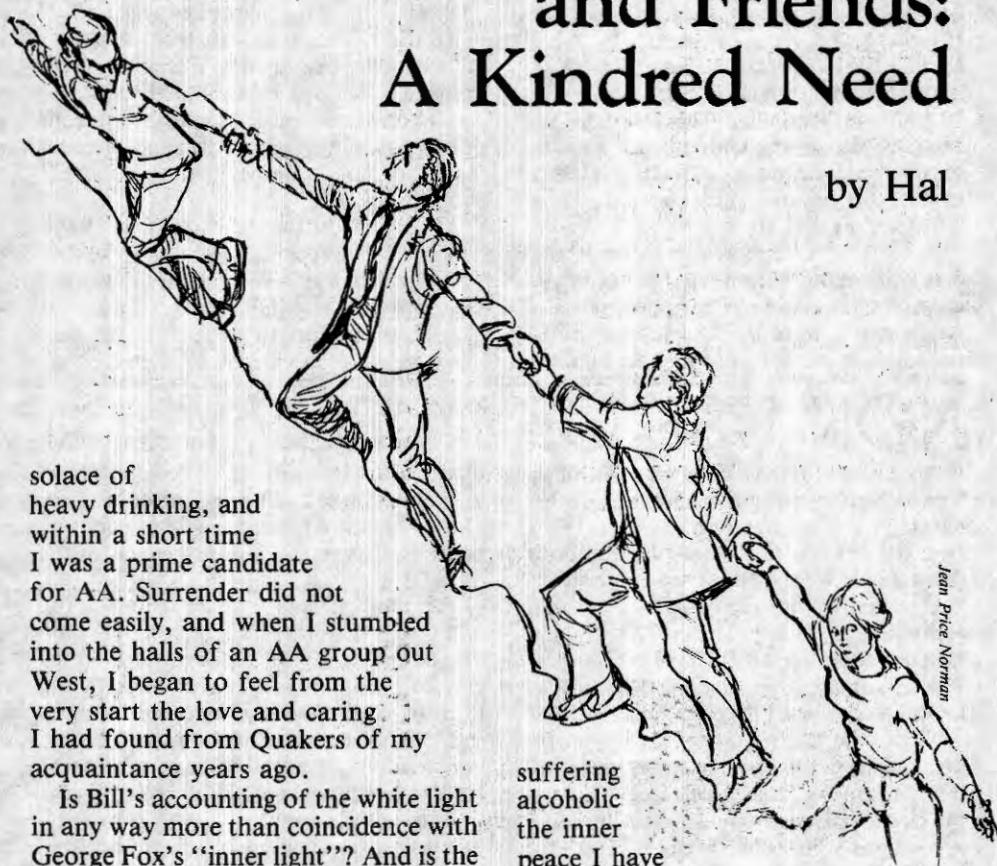 and Friends:
A Kindred Need
by Hal
solace of
heavy drinking, and
within a short time
I was a prime candidate
for AA. Surrender did not
come easily, and when I stumbled
into the halls of an AA group out
West, I began to feel from the
very start the love and caring
I had found from Quakers of my
acquaintance years ago.
Is Bill's accounting of the white light
in any way more than coincidence with
George Fox's "inner light"? And is the
suffering
alcoholic
the inner
peace I have
Jean Price Norman